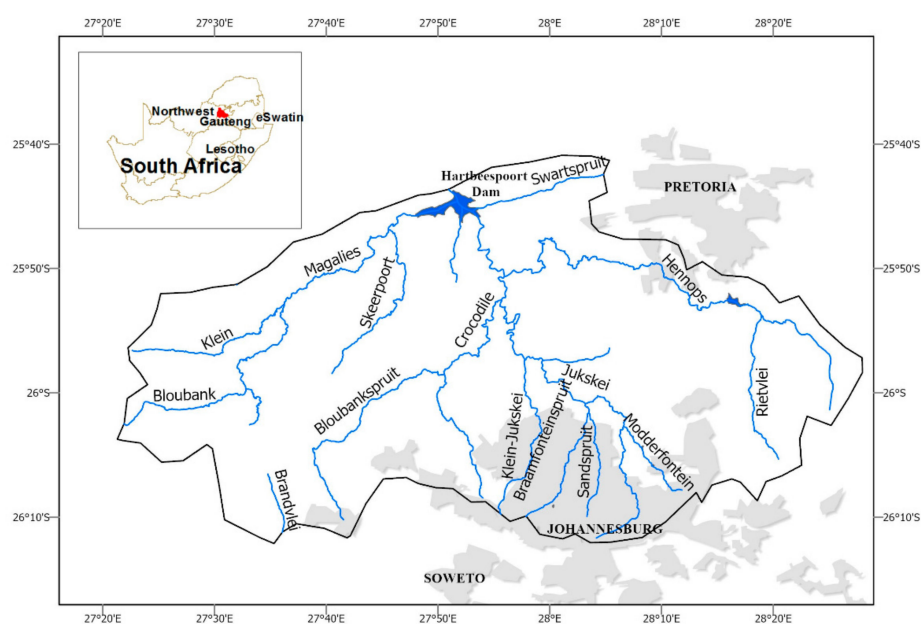 27°20'E 27°30'E 27°40'E 27°50'E 28°E 28°10'E 28°20'E
25°40'S
25°50'S
26°S
26°10'S
25°40'S
25°50'S
26°S
26°10'S
Northwest
eSwatin
Gauteng
Lesotho
South Africa
Hartbeespoort
Dam
Swartspruit
PRETORIA
Magalies
Skeerpoort
Hennops
Klein
Crocodile
Bloubank
Bloubankspruit
Jukskei
Rietvlei
Klein-Jukskei
Braamfonteinspruit
Sandspruit
Modderfontein
Brandvlei
JOHANNESBURG
SOWETO
27°20'E 27°30'E 27°40'E 27°50'E 28°E 28°10'E 28°20'E